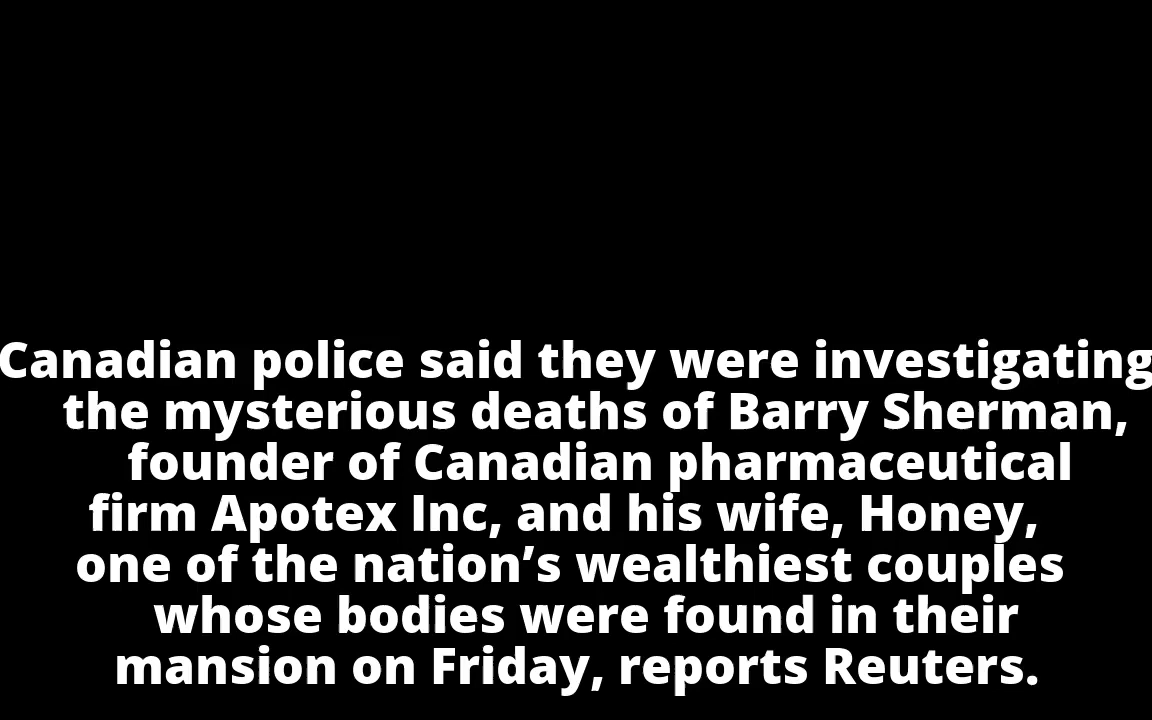 Canadian police said they were investigating
the mysterious deaths of Barry Sherman,
founder of Canadian pharmaceutical
firm Apotex Inc, and his wife, Honey,
one of the nation’s wealthiest couples
whose bodies were found in their
mansion on Friday, reports Reuters.